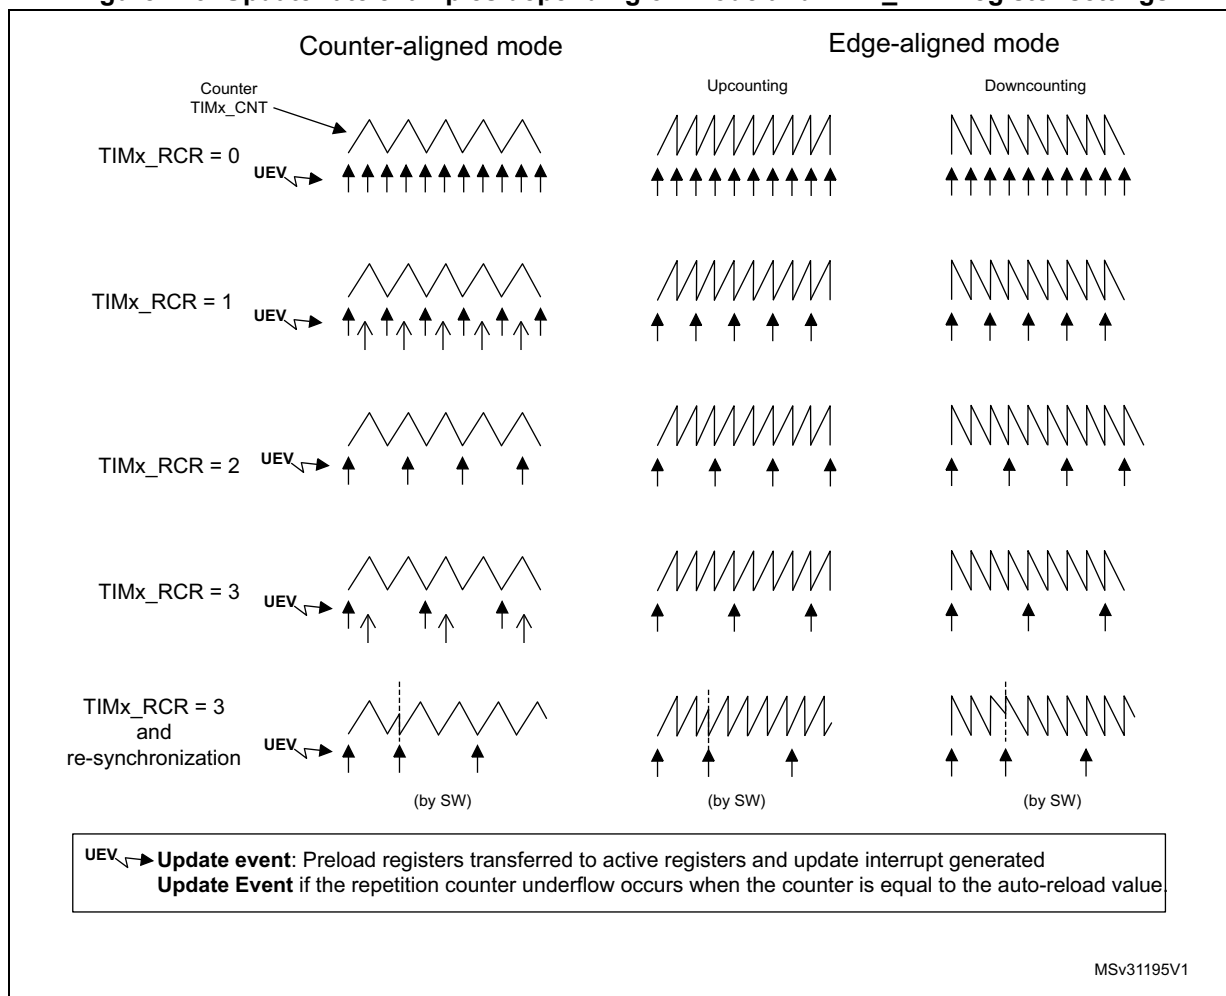 Counter-aligned mode Edge-aligned mode
Counter
TIMx_CNT
Upcounting Downcounting
TIMx_RCR = 0
UEV
TIMx_RCR = 1
UEV
TIMx_RCR = 2
UEV
TIMx_RCR = 3
UEV
TIMx_RCR = 3
and
re-synchronization
UEV
(by SW) (by SW) (by SW)
UEV Update event: Preload registers transferred to active registers and update interrupt generated
Update Event if the repetition counter underflow occurs when the counter is equal to the auto-reload value.
MSv31195V1